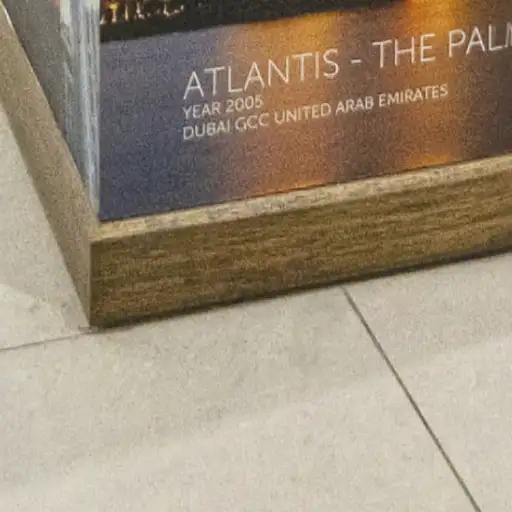 ATLANTIS - THE PAL
YEAR 2005
DUBAI GCC UNITED ARAB EMIRATES